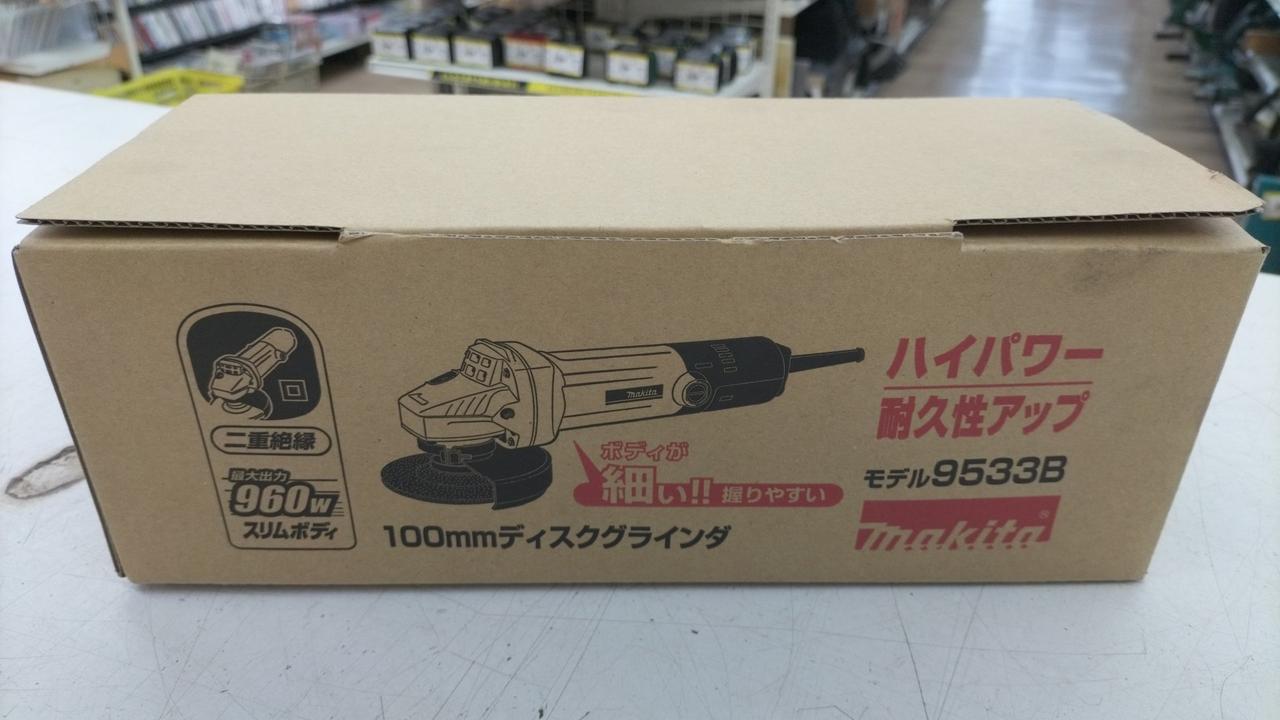 二重絶縁
最大出力
960w
スリムボディ
makita
ボディが
細い!! 握りやすい
100mmディスクグラインダ
ハイパワー
耐久性アップ
モデル9533B
makita®